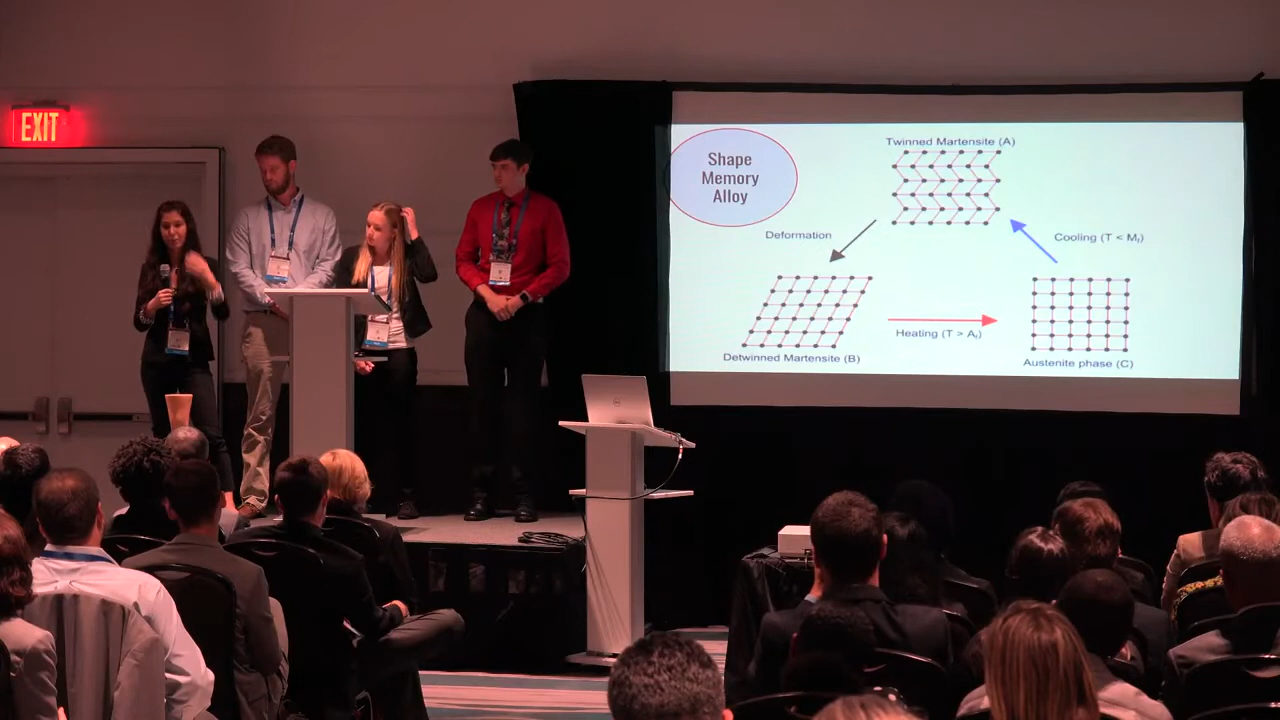 EXIT
Shape
Memory
Alloy
Twinned Martensite (A)
Deformation
Cooling (T < Mf)
Heating (T > Af)
Detwinned Martensite (B)
Austenite phase (C)